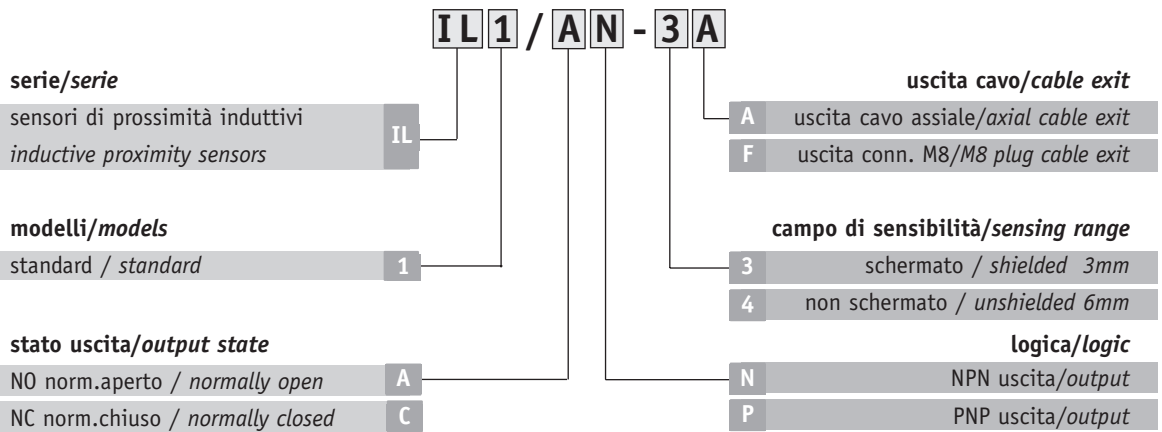 IL1/AN-3A
serie/serie
sensori di prossimità induttivi
inductive proximity sensors
IL
modelli/models
standard / standard
1
stato uscita/output state
NO norm.aperto / normally open
A
NC norm.chiuso / normally closed
C
uscita cavo/cable exit
A
uscita cavo assiale/axial cable exit
F
uscita conn. M8/M8 plug cable exit
campo di sensibilità/sensing range
3
schermato / shielded 3mm
4
non schermato / unshielded 6mm
logica/logic
N
NPN uscita/output
P
PNP uscita/output